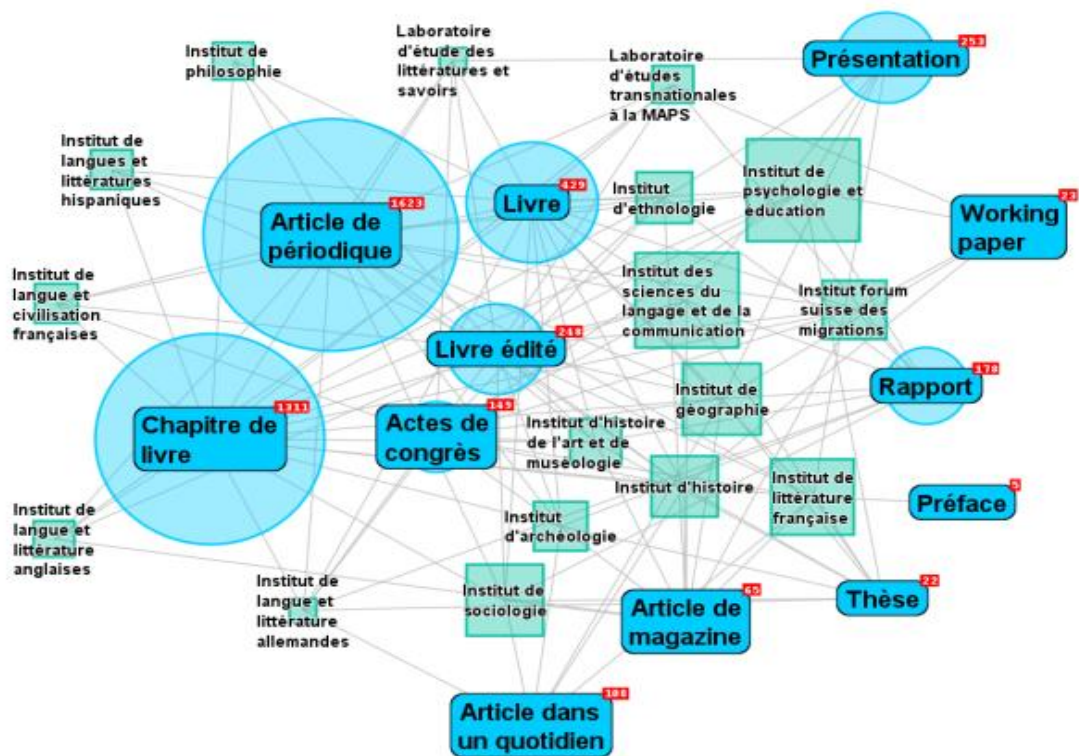 Institut de
philosophie
Laboratoire
d'étude des
littératures et
savoirs
Laboratoire
d'études
transnationales
à la MAPS
253
Présentation
Institut de
langues et
littératures
hispaniques
1623
Article de
périodique
429
Livre
Institut
d'ethnologie
Institut de
psychologie et
éducation
23
Working
paper
Institut de
langue et
civilisation
françaises
248
Livre édité
Institut des
sciences du
langage et de la
communication
Institut forum
suisse des
migrations
178
Rapport
1311
Chapitre de
livre
149
Actes de
congrès
Institut d'histoire
de l'art et de
muséologie
Institut de
géographie
Institut d'histoire
Institut de
littérature
française
5
Préface
Institut de
langue et
littérature
anglaises
Institut
d'archéologie
Institut de
langue et
littérature
allemandes
Institut de
sociologie
65
Article de
magazine
22
Thèse
108
Article dans
un quotidien